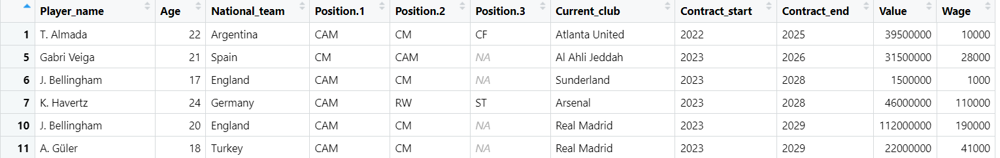 Player_name Age National_team Position.1 Position.2 Position.3 Current_club Contract_start Contract_end Value Wage
1 T. Almada 22 Argentina CAM CM CF Atlanta United 2022 2025 39500000 10000
5 Gabri Veiga 21 Spain CM CAM NA Al Ahli Jeddah 2023 2026 31500000 28000
6 J. Bellingham 17 England CAM CM NA Sunderland 2023 2028 1500000 1000
7 K. Havertz 24 Germany CAM RW ST Arsenal 2023 2028 46000000 110000
10 J. Bellingham 20 England CAM CM NA Real Madrid 2023 2029 112000000 190000
11 A. Güler 18 Turkey CAM CM NA Real Madrid 2023 2029 22000000 41000